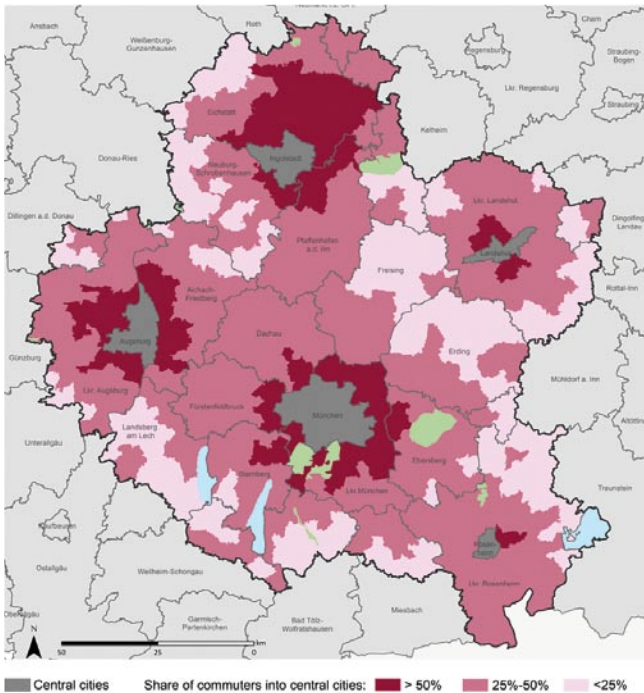 Roth
Ansbach
Weißenburg-
Gunzenhausen
Cham
Regensburg
Straubing-
Bogen
Lkr. Regensburg
Straubing
Eichstätt
Kelheim
Donau-Ries
Ingolstadt
Neuburg-
Schrobenhausen
Dillingen a.d. Donau
Lkr. Landshut
Dingolfing-
Landau
Pfaffenhofen
a.d. Ilm
Landshut
Freising
Aichach-
Friedberg
Rottal-Inn
Augsburg
Dachau
Erding
Günzburg
Mühldorf a. Inn
Lkr. Augsburg
Fürstenfeldbruck
München
Landsberg
am Lech
Unterallgäu
Ebersberg
Starnberg
Lkr.München
Treunstein
Kaufbeuren
Rosen-
heim
Ostallgäu
Weilheim-Schongau
Lkr. Rosenheim
Miesbach
Garmisch-
Partenkirchen
Bad Tölz-
Wolfratshausen
N
km
50 25 0
Central cities Share of commuters into central cities: > 50% 25%-50% <25%